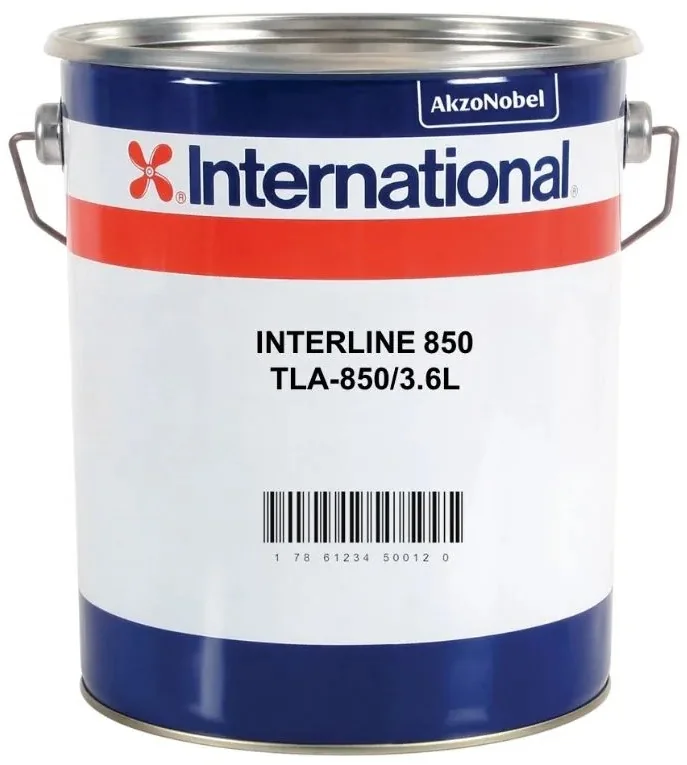 AkzoNobel
International®
INTERLINE 850
TLA-850/3.6L
1 78 61234 50012 0